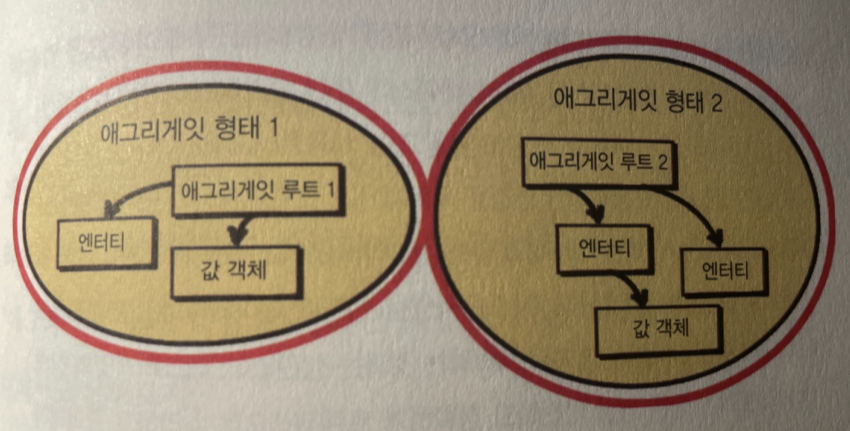 애그리게잇 형태 1
애그리게잇 루트 1
엔터티
값 객체
애그리게잇 형태 2
애그리게잇 루트 2
엔터티
엔터티
값 객체